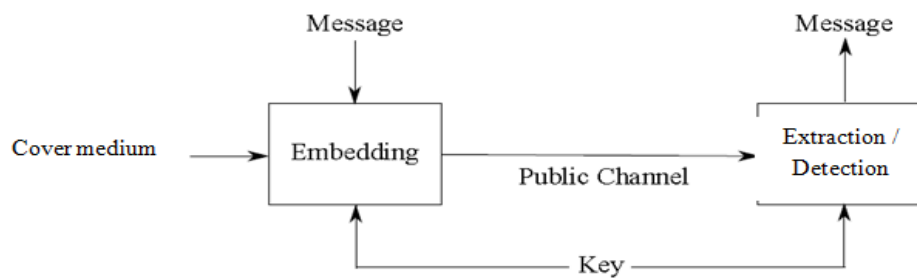 Message
Message
Cover medium
Embedding
Extraction /
Detection
Public Channel
Key